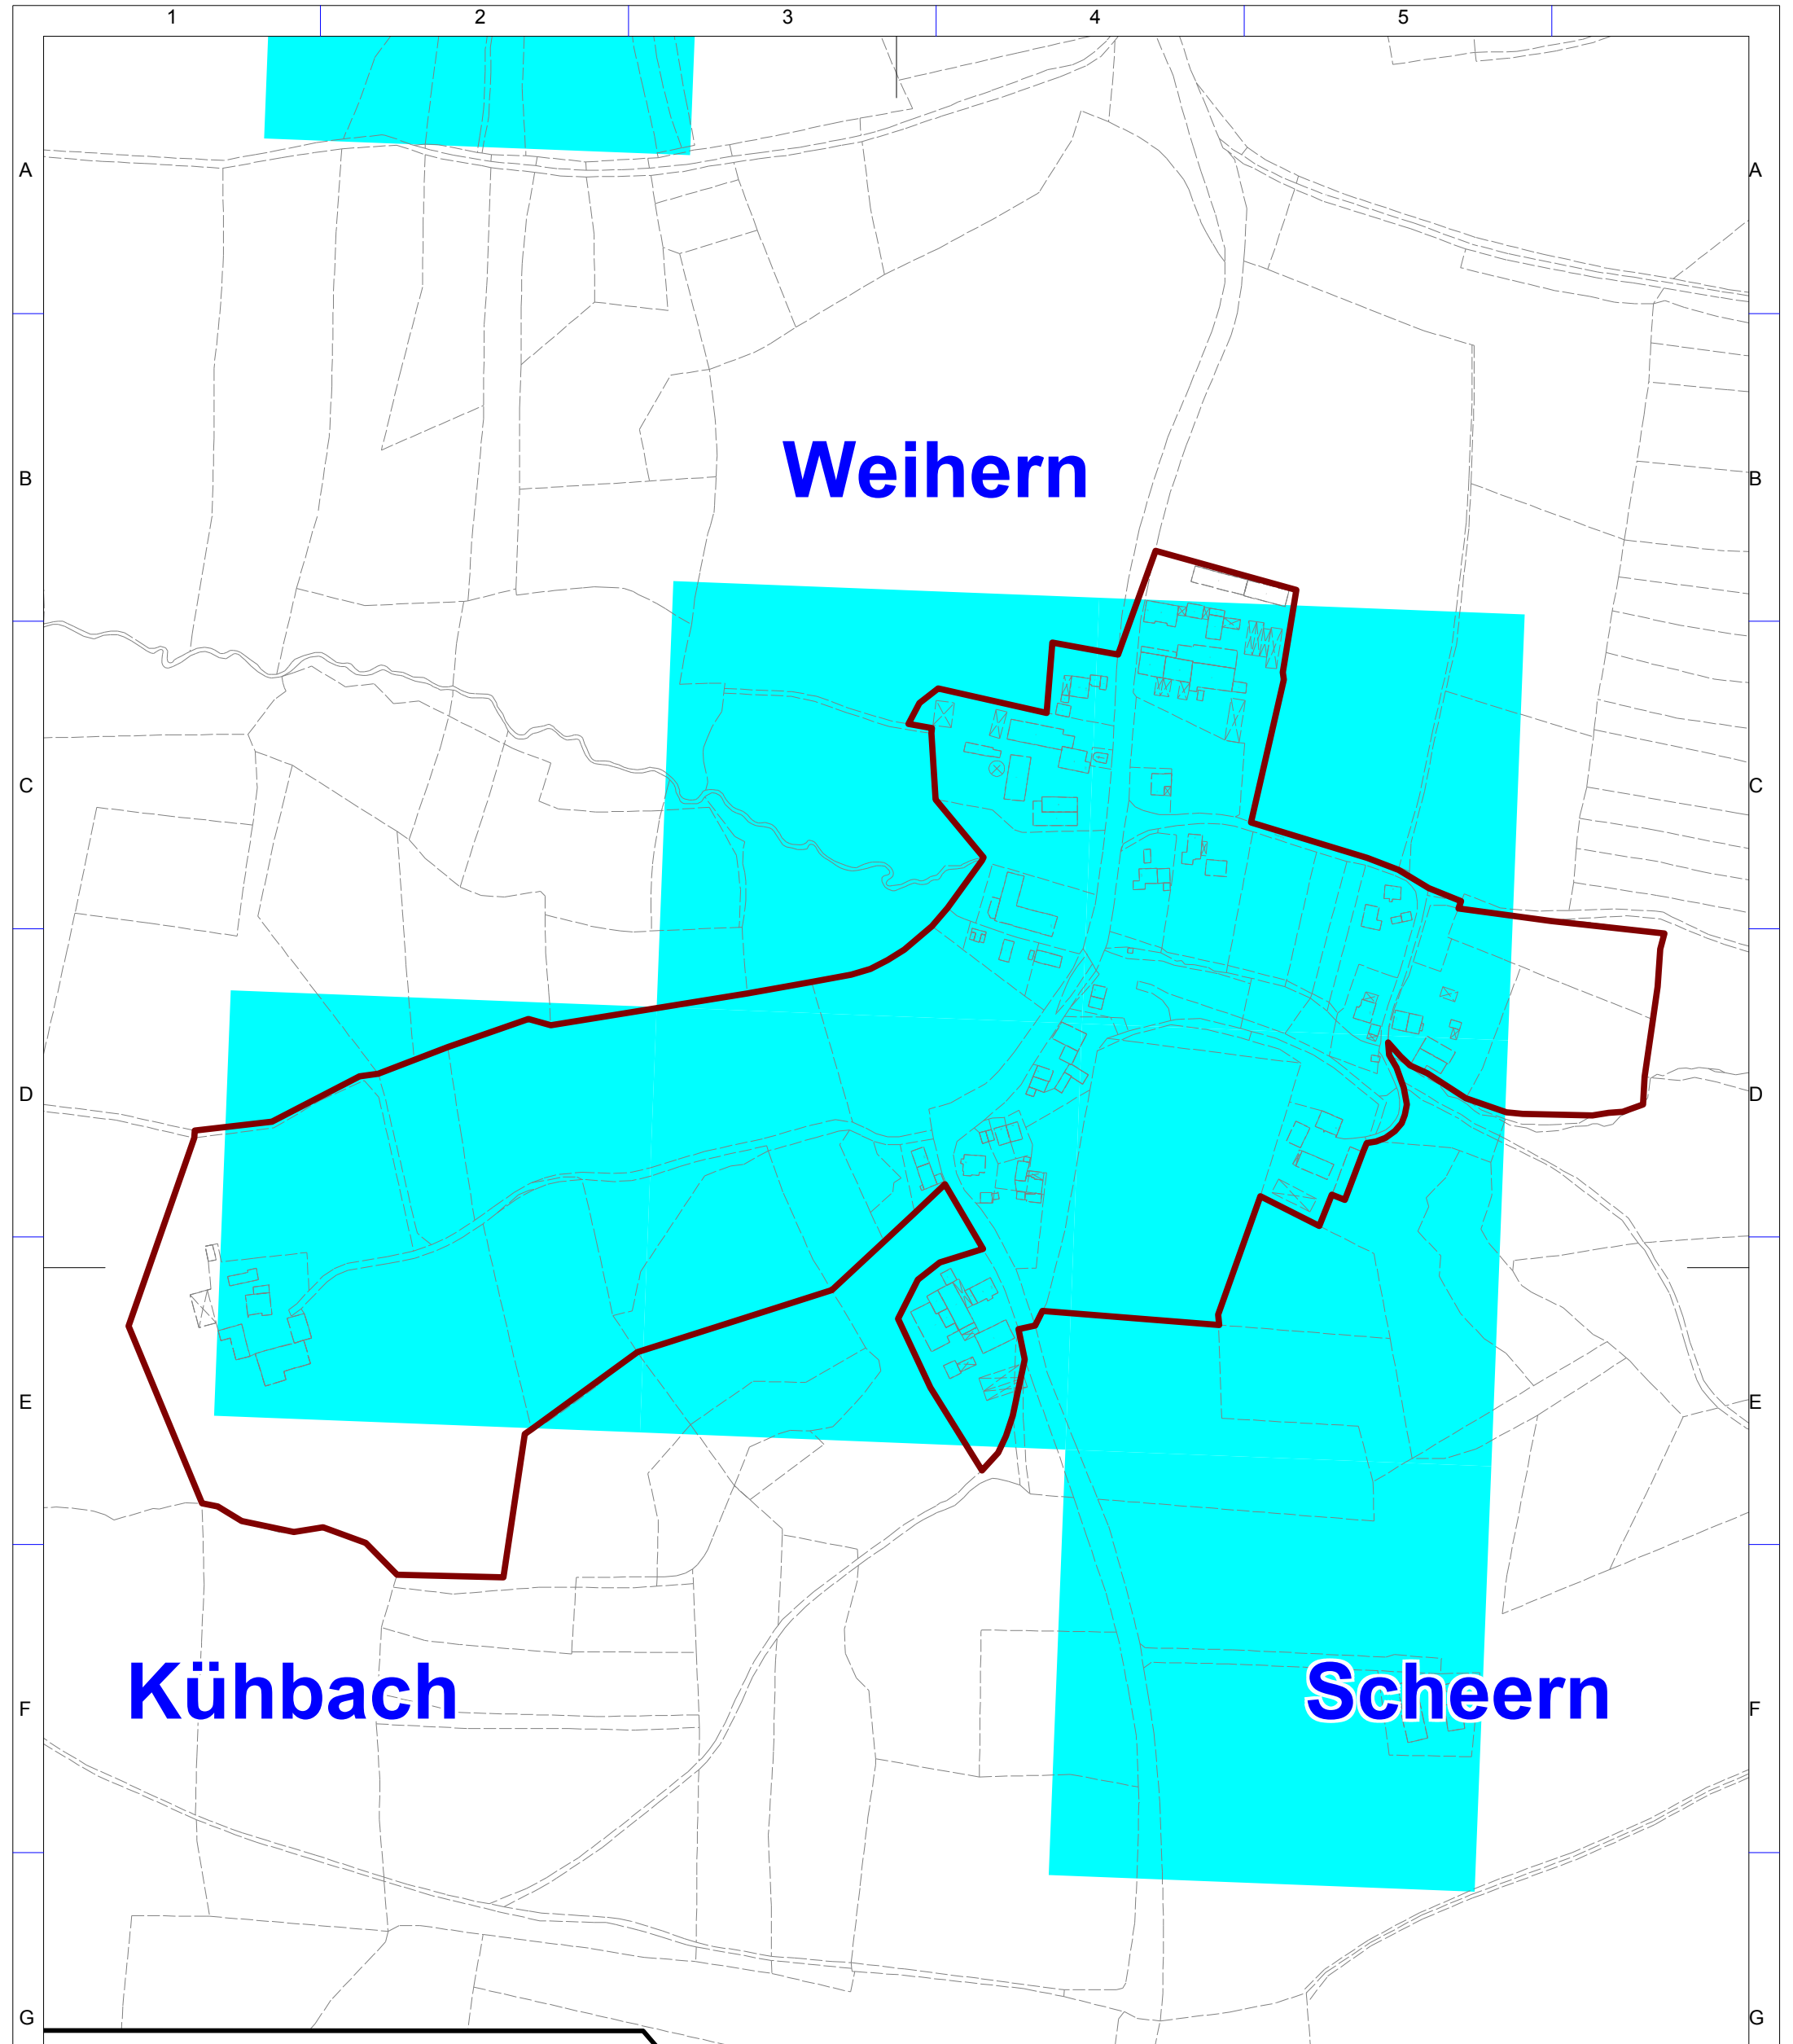 1 2 3 4 5
A A
Weihern
B B
C C
D D
E E
Kühbach Scheern
F F
G G